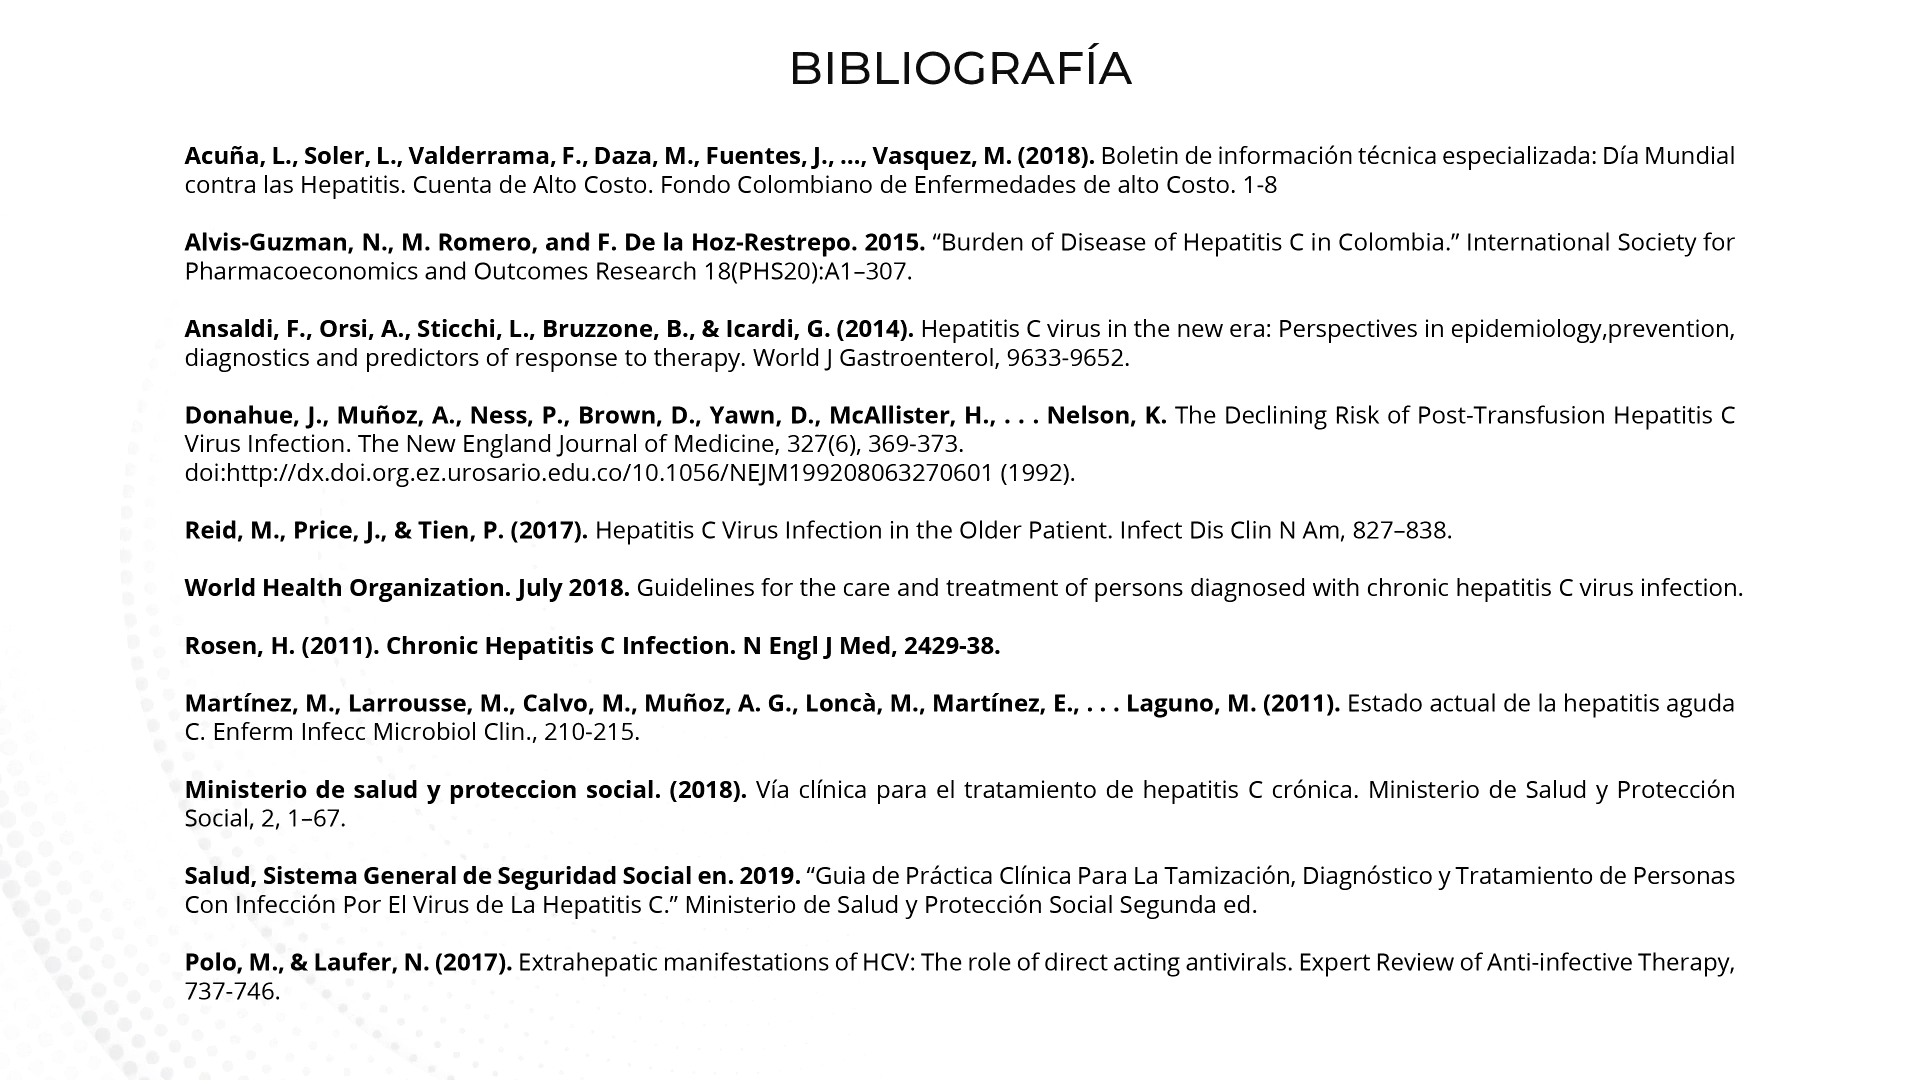 BIBLIOGRAFÍA
Acuña, L., Soler, L., Valderrama, F., Daza, M., Fuentes, J., ..., Vasquez, M. (2018). Boletin de información técnica especializada: Día Mundial
contra las Hepatitis. Cuenta de Alto Costo. Fondo Colombiano de Enfermedades de alto Costo. 1-8
Alvis-Guzman, N., M. Romero, and F. De la Hoz-Restrepo. 2015. “Burden of Disease of Hepatitis C in Colombia.” International Society for
Pharmacoeconomics and Outcomes Research 18(PHS20):A1–307.
Ansaldi, F., Orsi, A., Sticchi, L., Bruzzone, B., & Icardi, G. (2014). Hepatitis C virus in the new era: Perspectives in epidemiology,prevention,
diagnostics and predictors of response to therapy. World J Gastroenterol, 9633-9652.
Donahue, J., Muñoz, A., Ness, P., Brown, D., Yawn, D., McAllister, H., . . . Nelson, K. The Declining Risk of Post-Transfusion Hepatitis C
Virus Infection. The New England Journal of Medicine, 327(6), 369-373.
doi:http://dx.doi.org.ez.urosario.edu.co/10.1056/NEJM199208063270601 (1992).
Reid, M., Price, J., & Tien, P. (2017). Hepatitis C Virus Infection in the Older Patient. Infect Dis Clin N Am, 827–838.
World Health Organization. July 2018. Guidelines for the care and treatment of persons diagnosed with chronic hepatitis C virus infection.
Rosen, H. (2011). Chronic Hepatitis C Infection. N Engl J Med, 2429-38.
Martínez, M., Larrousse, M., Calvo, M., Muñoz, A. G., Loncà, M., Martínez, E., . . . Laguno, M. (2011). Estado actual de la hepatitis aguda
C. Enferm Infecc Microbiol Clin., 210-215.
Ministerio de salud y proteccion social. (2018). Vía clínica para el tratamiento de hepatitis C crónica. Ministerio de Salud y Protección
Social, 2, 1–67.
Salud, Sistema General de Seguridad Social en. 2019. “Guia de Práctica Clínica Para La Tamización, Diagnóstico y Tratamiento de Personas
Con Infección Por El Virus de La Hepatitis C.” Ministerio de Salud y Protección Social Segunda ed.
Polo, M., & Laufer, N. (2017). Extrahepatic manifestations of HCV: The role of direct acting antivirals. Expert Review of Anti-infective Therapy,
737-746.